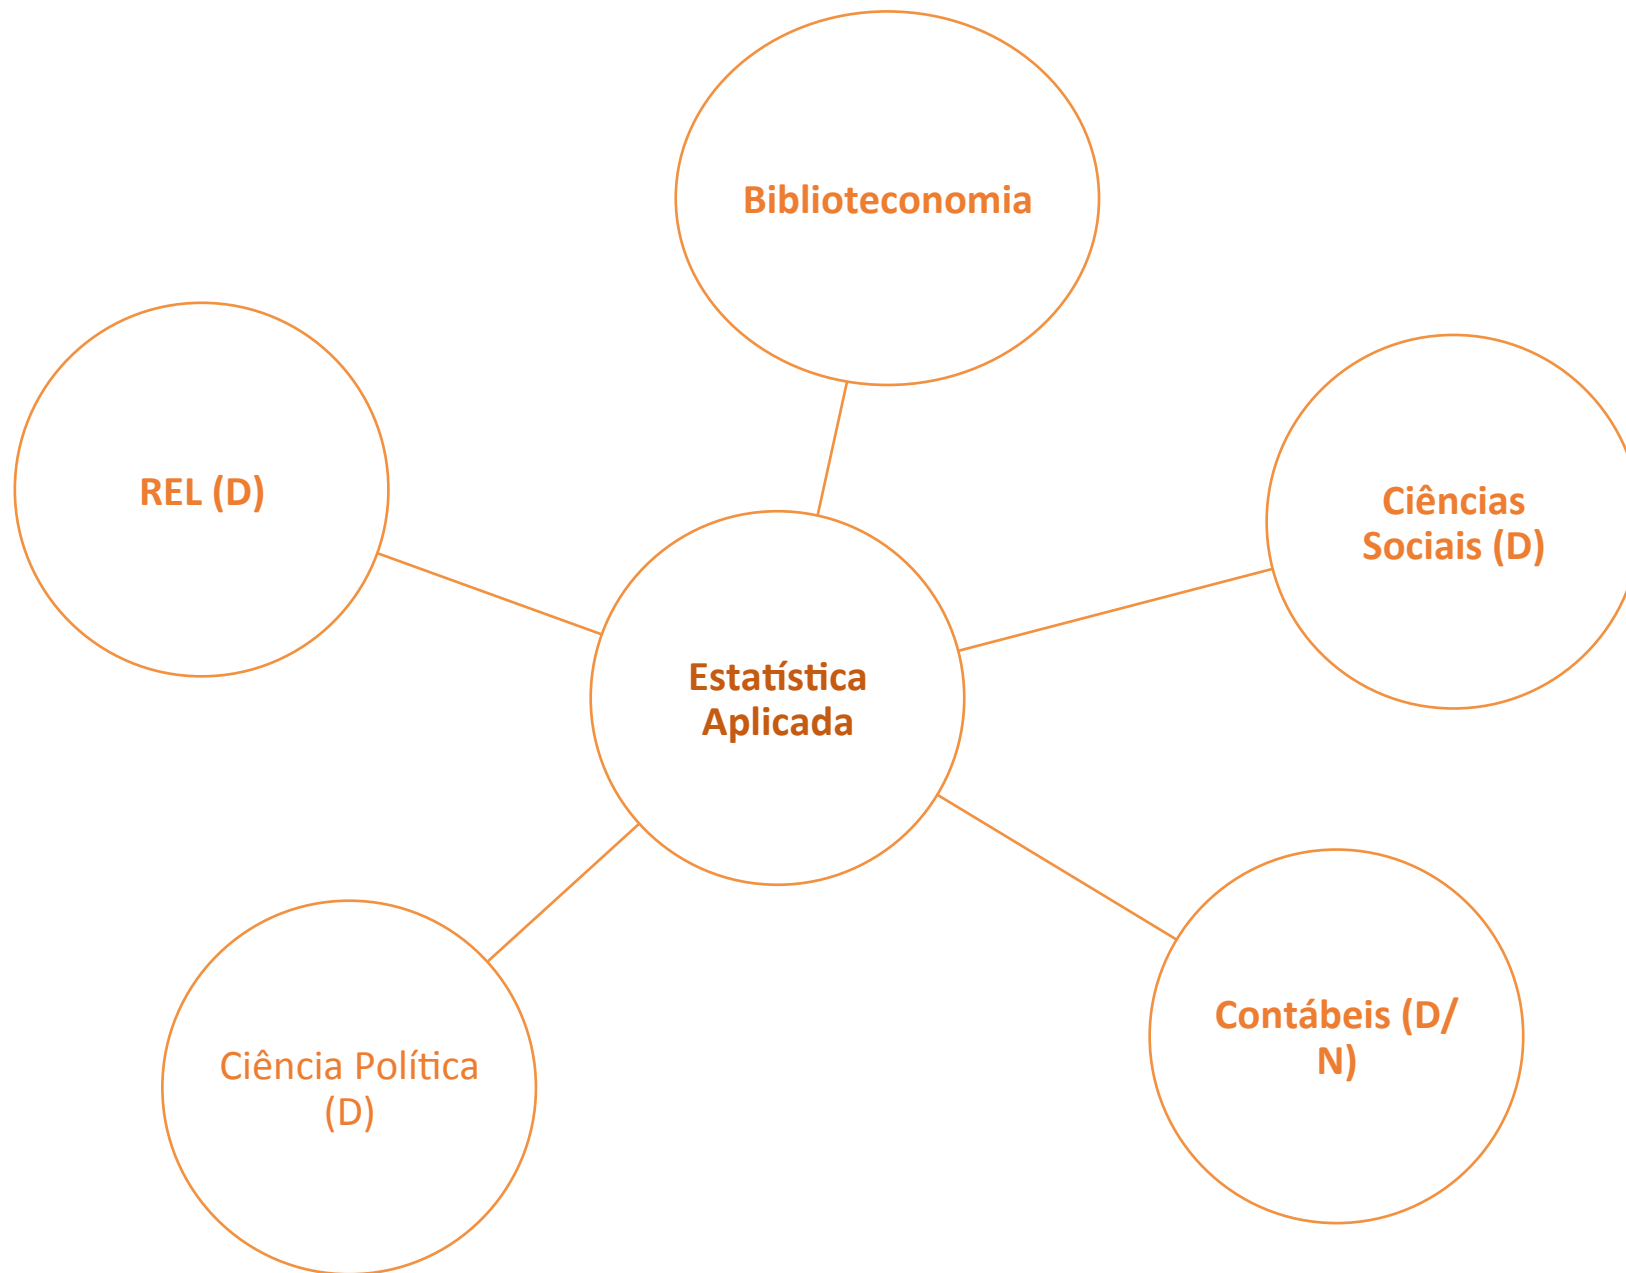 Biblioteconomia
REL (D)
Ciências
Sociais (D)
Estatística
Aplicada
Contábeis (D/
N)
Ciência Política
(D)